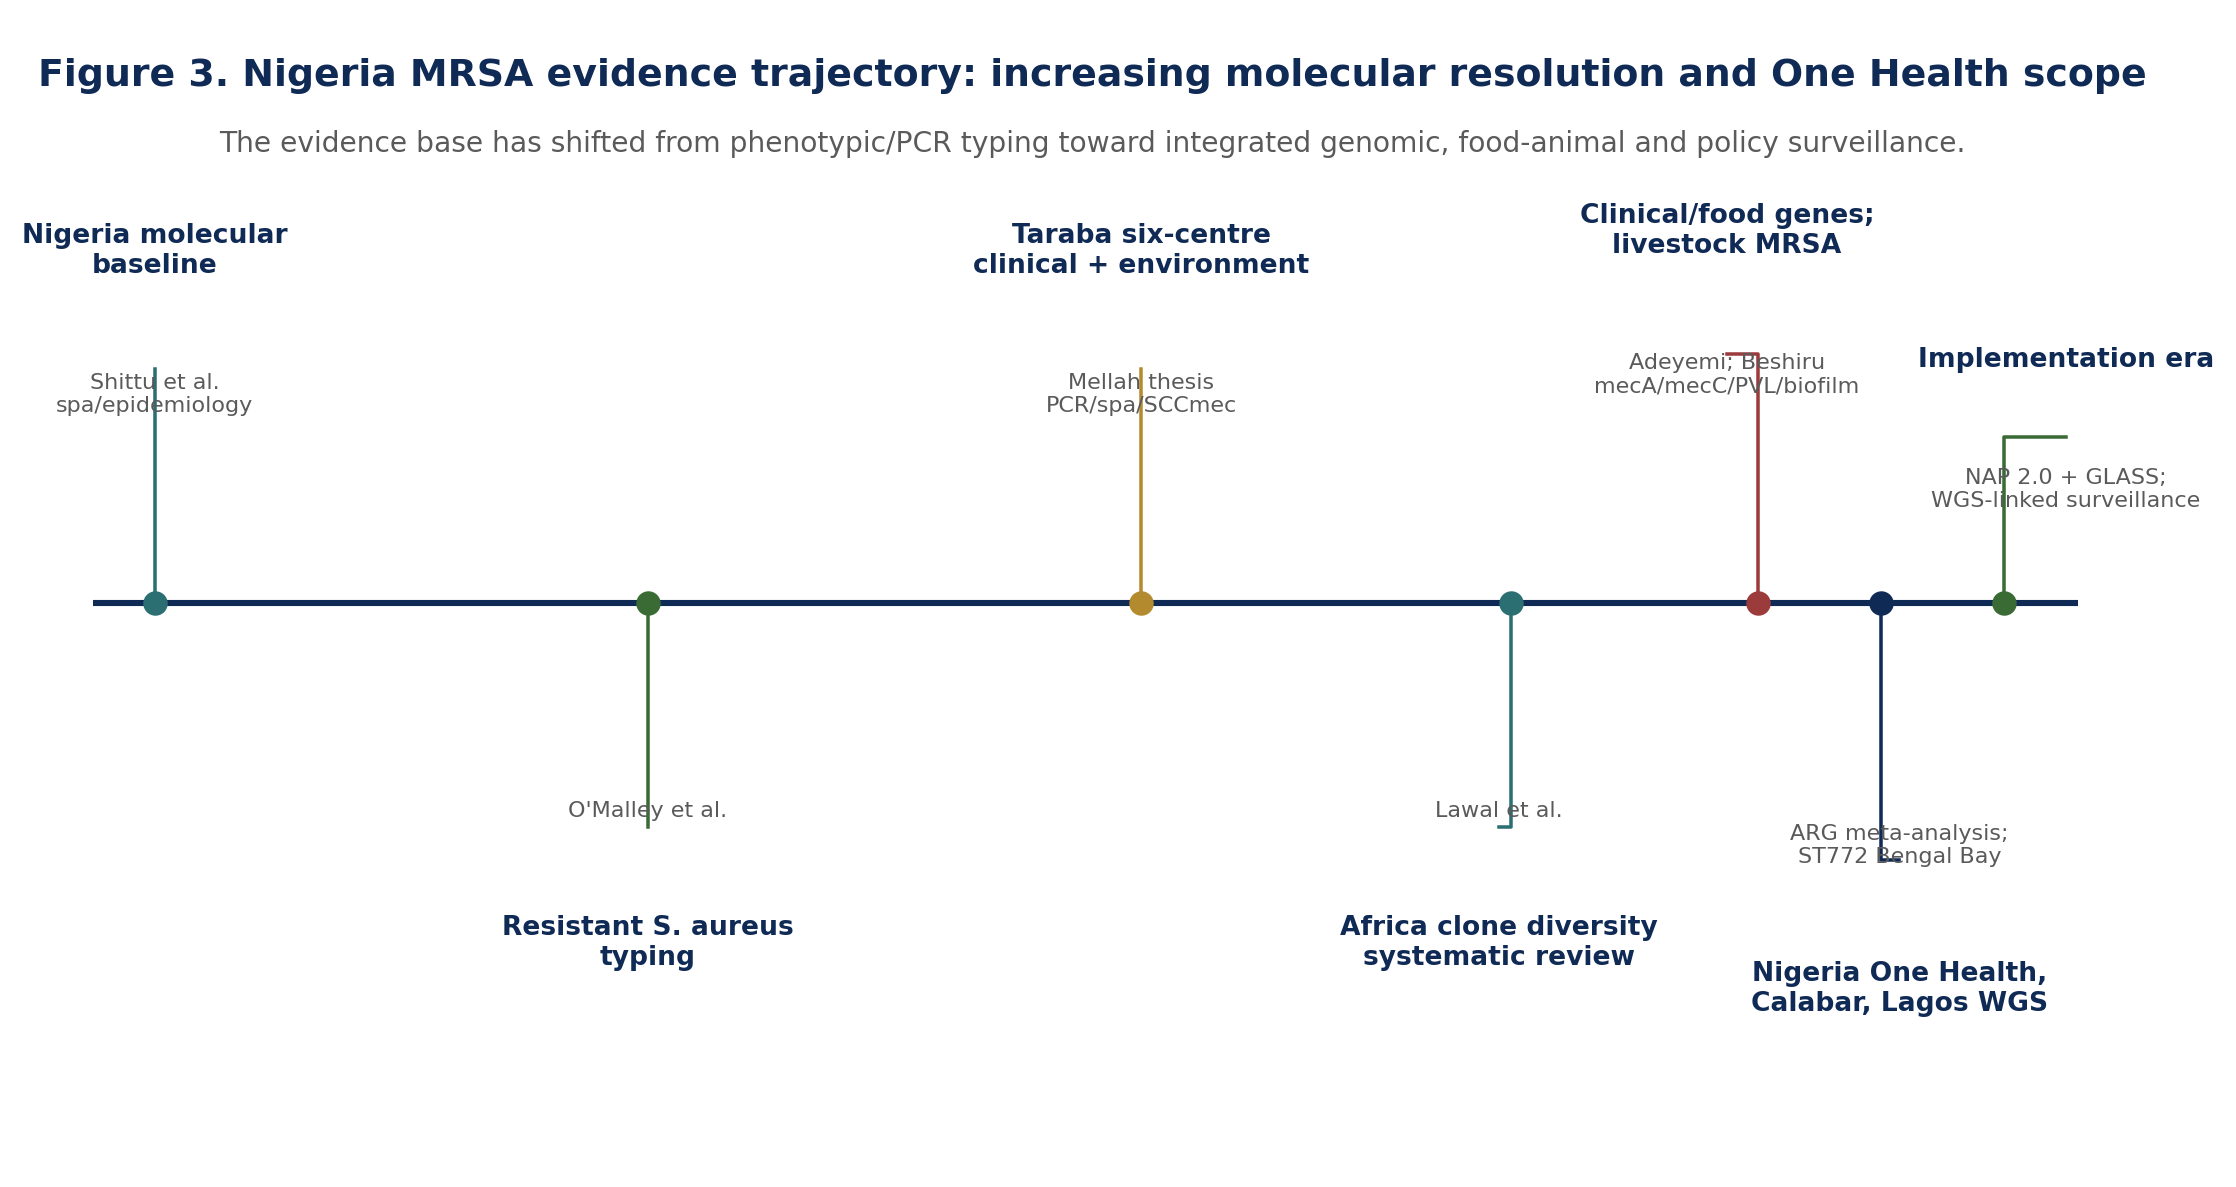 Figure 3. Nigeria MRSA evidence trajectory: increasing molecular resolution and One Health scope
The evidence base has shifted from phenotypic/PCR typing toward integrated genomic, food-animal and policy surveillance.
Nigeria molecular
baseline
Shittu et al.
spa/epidemiology
Resistant S. aureus
typing
O'Malley et al.
Taraba six-centre
clinical + environment
Mellah thesis
PCR/spa/SCCmec
Africa clone diversity
systematic review
Lawal et al.
Clinical/food genes;
livestock MRSA
Adeyemi; Beshiru
mecA/mecC/PVL/biofilm
Nigeria One Health,
Calabar, Lagos WGS
ARG meta-analysis;
ST772 Bengal Bay
Implementation era
NAP 2.0 + GLASS;
WGS-linked surveillance